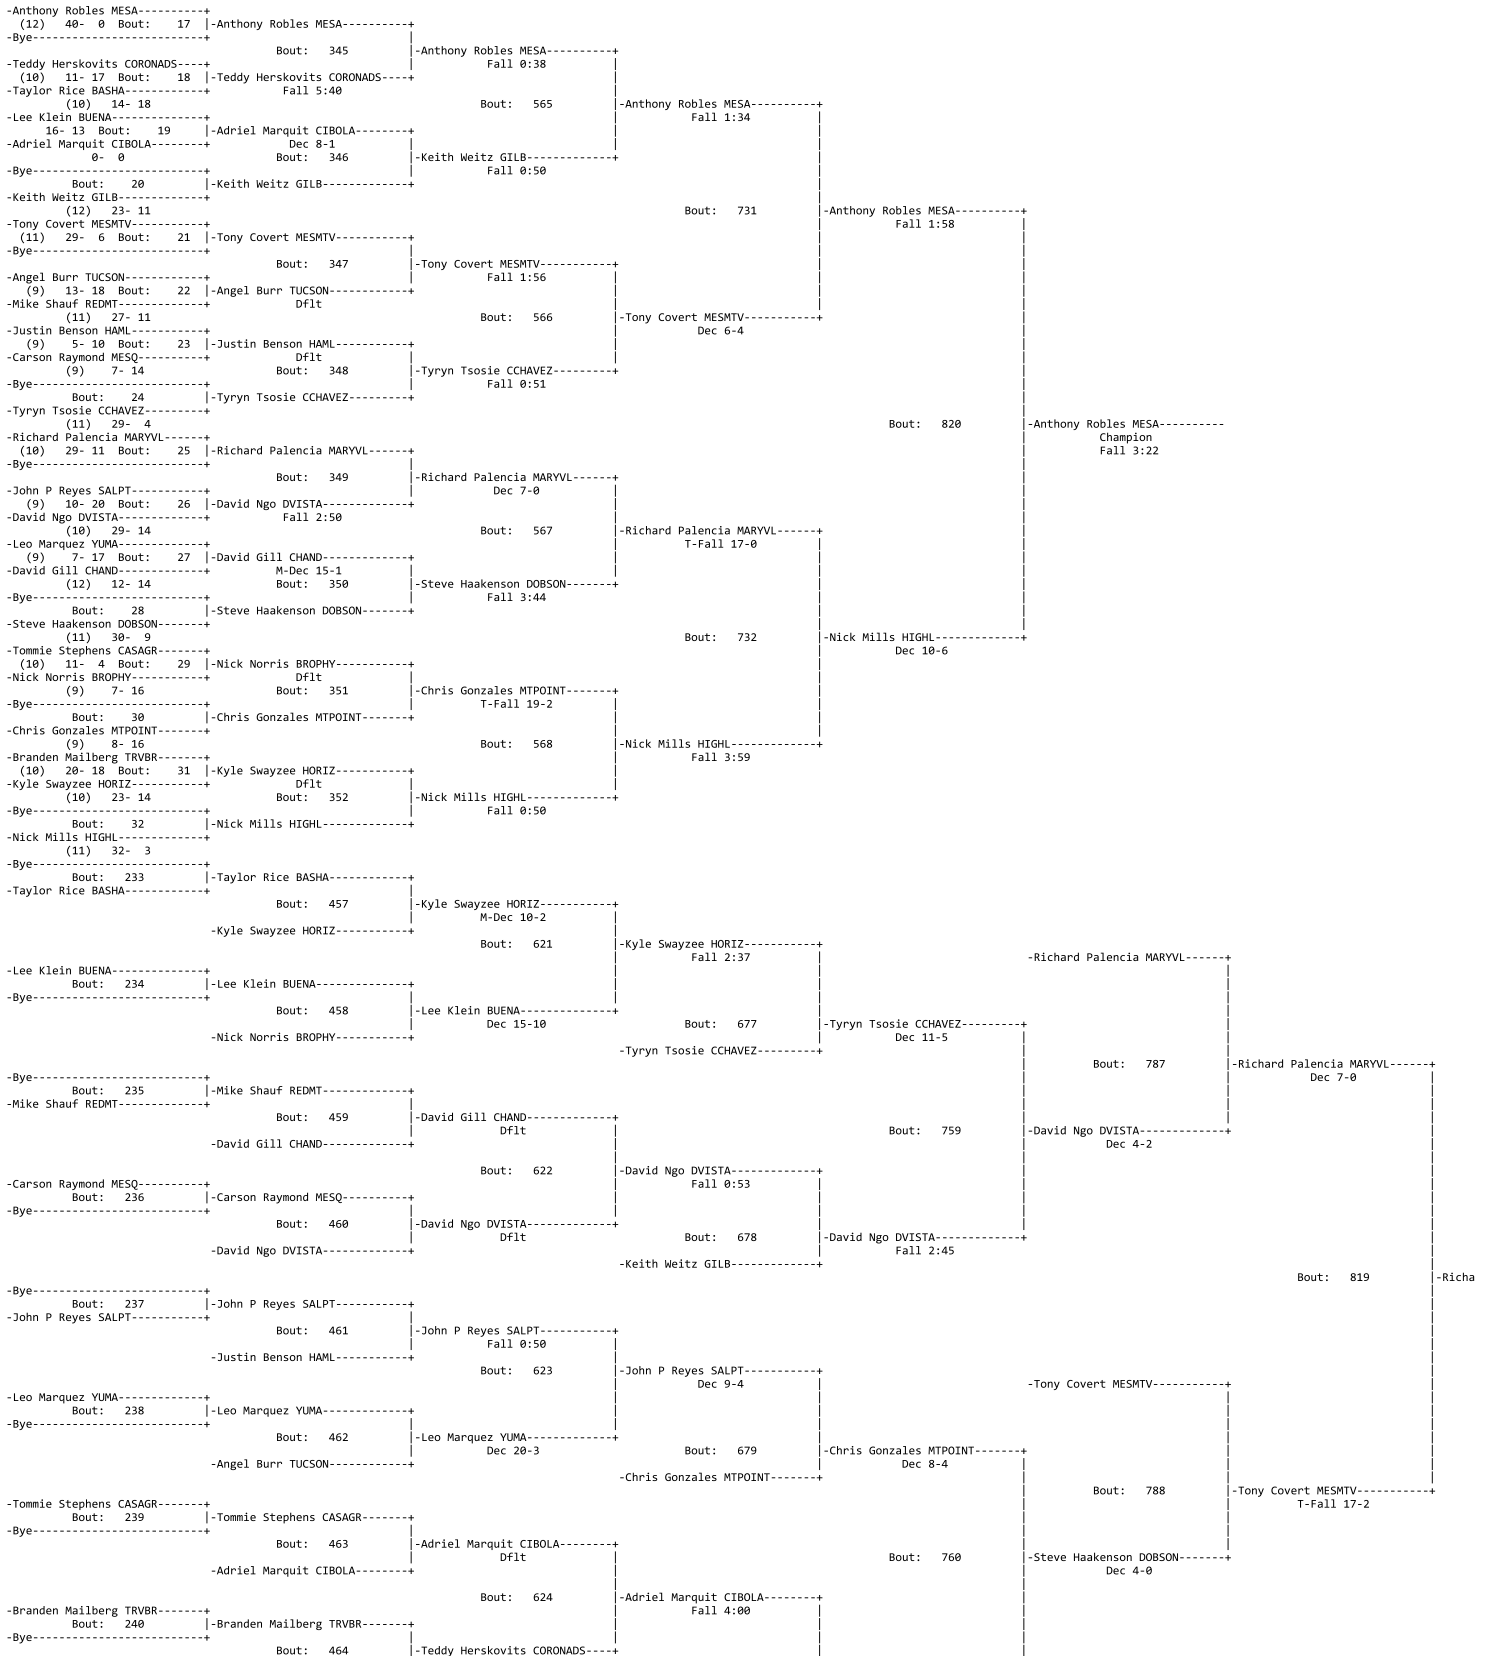 -Anthony Robles MESA----------+
(12) 40- 0 Bout: 17 |-Anthony Robles MESA----------+
-Bye--------------------------+ |
Bout: 345 |-Anthony Robles MESA----------+
-Teddy Herskovits CORONADS----+ | Fall 0:38 |
(10) 11- 17 Bout: 18 |-Teddy Herskovits CORONADS----+ |
-Taylor Rice BASHA------------+ Fall 5:40 |
(10) 14- 18 Bout: 565 |-Anthony Robles MESA----------+
-Lee Klein BUENA--------------+ | Fall 1:34 |
16- 13 Bout: 19 |-Adriel Marquit CIBOLA--------+ | |
-Adriel Marquit CIBOLA--------+ Dec 8-1 | | |
0- 0 Bout: 346 |-Keith Weitz GILB-------------+ |
-Bye--------------------------+ | Fall 0:50 |
Bout: 20 |-Keith Weitz GILB-------------+ |
-Keith Weitz GILB-------------+ |
(12) 23- 11 Bout: 731 |-Anthony Robles MESA----------+
-Tony Covert MESMTV-----------+ | Fall 1:58 |
(11) 29- 6 Bout: 21 |-Tony Covert MESMTV-----------+ | |
-Bye--------------------------+ | | |
Bout: 347 |-Tony Covert MESMTV-----------+ | |
-Angel Burr TUCSON------------+ | Fall 1:56 | | |
(9) 13- 18 Bout: 22 |-Angel Burr TUCSON------------+ | | |
-Mike Shauf REDMT-------------+ Dflt | | |
(11) 27- 11 Bout: 566 |-Tony Covert MESMTV-----------+ |
-Justin Benson HAML-----------+ | Dec 6-4 |
(9) 5- 10 Bout: 23 |-Justin Benson HAML-----------+ | |
-Carson Raymond MESQ----------+ Dflt | | |
(9) 7- 14 Bout: 348 |-Tyryn Tsosie CCHAVEZ---------+ |
-Bye--------------------------+ | Fall 0:51 |
Bout: 24 |-Tyryn Tsosie CCHAVEZ---------+ |
-Tyryn Tsosie CCHAVEZ---------+ |
(11) 29- 4 Bout: 820 |-Anthony Robles MESA----------
-Richard Palencia MARYVL------+ | Champion
(10) 29- 11 Bout: 25 |-Richard Palencia MARYVL------+ | Fall 3:22
-Bye--------------------------+ | |
Bout: 349 |-Richard Palencia MARYVL------+ |
-John P Reyes SALPT-----------+ | Dec 7-0 | |
(9) 10- 20 Bout: 26 |-David Ngo DVISTA-------------+ | |
-David Ngo DVISTA-------------+ Fall 2:50 | |
(10) 29- 14 Bout: 567 |-Richard Palencia MARYVL------+ |
-Leo Marquez YUMA-------------+ | T-Fall 17-0 | |
(9) 7- 17 Bout: 27 |-David Gill CHAND-------------+ | | |
-David Gill CHAND-------------+ M-Dec 15-1 | | | |
(12) 12- 14 Bout: 350 |-Steve Haakenson DOBSON-------+ | |
-Bye--------------------------+ | Fall 3:44 | |
Bout: 28 |-Steve Haakenson DOBSON-------+ | |
-Steve Haakenson DOBSON-------+ | |
(11) 30- 9 Bout: 732 |-Nick Mills HIGHL-------------+
-Tommie Stephens CASAGR-------+ | Dec 10-6
(10) 11- 4 Bout: 29 |-Nick Norris BROPHY-----------+ |
-Nick Norris BROPHY-----------+ Dflt | |
(9) 7- 16 Bout: 351 |-Chris Gonzales MTPOINT-------+ |
-Bye--------------------------+ | T-Fall 19-2 | |
Bout: 30 |-Chris Gonzales MTPOINT-------+ | |
-Chris Gonzales MTPOINT-------+ | |
(9) 8- 16 Bout: 568 |-Nick Mills HIGHL-------------+
-Branden Mailberg TRVBR-------+ | Fall 3:59
(10) 20- 18 Bout: 31 |-Kyle Swayzee HORIZ-----------+ |
-Kyle Swayzee HORIZ-----------+ Dflt | |
(10) 23- 14 Bout: 352 |-Nick Mills HIGHL-------------+
-Bye--------------------------+ | Fall 0:50
Bout: 32 |-Nick Mills HIGHL-------------+
-Nick Mills HIGHL-------------+
(11) 32- 3
-Bye--------------------------+
Bout: 233 |-Taylor Rice BASHA------------+
-Taylor Rice BASHA------------+ |
Bout: 457 |-Kyle Swayzee HORIZ-----------+
| M-Dec 10-2 |
-Kyle Swayzee HORIZ-----------+ |
Bout: 621 |-Kyle Swayzee HORIZ-----------+
| Fall 2:37 | -Richard Palencia MARYVL------+
-Lee Klein BUENA--------------+ | | |
Bout: 234 |-Lee Klein BUENA--------------+ | | |
-Bye--------------------------+ | | | |
Bout: 458 |-Lee Klein BUENA--------------+ | |
| Dec 15-10 Bout: 677 |-Tyryn Tsosie CCHAVEZ---------+ |
-Nick Norris BROPHY-----------+ | Dec 11-5 | |
-Tyryn Tsosie CCHAVEZ---------+ | |
Bout: 787 |-Richard Palencia MARYVL------+
-Bye--------------------------+ | | Dec 7-0 |
Bout: 235 |-Mike Shauf REDMT-------------+ | | |
-Mike Shauf REDMT-------------+ | | | |
Bout: 459 |-David Gill CHAND-------------+ | | |
| Dflt | Bout: 759 |-David Ngo DVISTA-------------+ |
-David Gill CHAND-------------+ | | Dec 4-2 |
Bout: 622 |-David Ngo DVISTA-------------+ | |
-Carson Raymond MESQ----------+ | Fall 0:53 | | |
Bout: 236 |-Carson Raymond MESQ----------+ | | | |
-Bye--------------------------+ | | | | |
Bout: 460 |-David Ngo DVISTA-------------+ | | |
| Dflt Bout: 678 |-David Ngo DVISTA-------------+ |
-David Ngo DVISTA-------------+ | Fall 2:45 |
-Keith Weitz GILB-------------+ |
Bout: 819 |-Richa
-Bye--------------------------+ |
Bout: 237 |-John P Reyes SALPT-----------+ |
-John P Reyes SALPT-----------+ | |
Bout: 461 |-John P Reyes SALPT-----------+ |
| Fall 0:50 | |
-Justin Benson HAML-----------+ | |
Bout: 623 |-John P Reyes SALPT-----------+ |
| Dec 9-4 | -Tony Covert MESMTV-----------+ |
-Leo Marquez YUMA-------------+ | | | |
Bout: 238 |-Leo Marquez YUMA-------------+ | | | |
-Bye--------------------------+ | | | | |
Bout: 462 |-Leo Marquez YUMA-------------+ | | |
| Dec 20-3 Bout: 679 |-Chris Gonzales MTPOINT-------+ | |
-Angel Burr TUCSON------------+ | Dec 8-4 | | |
-Chris Gonzales MTPOINT-------+ | | |
Bout: 788 |-Tony Covert MESMTV-----------+
-Tommie Stephens CASAGR-------+ | | T-Fall 17-2
Bout: 239 |-Tommie Stephens CASAGR-------+ | |
-Bye--------------------------+ | | |
Bout: 463 |-Adriel Marquit CIBOLA--------+ | |
| Dflt | Bout: 760 |-Steve Haakenson DOBSON-------+
-Adriel Marquit CIBOLA--------+ | | Dec 4-0
Bout: 624 |-Adriel Marquit CIBOLA--------+ |
-Branden Mailberg TRVBR-------+ | Fall 4:00 | |
Bout: 240 |-Branden Mailberg TRVBR-------+ | | |
-Bye--------------------------+ | | | |
Bout: 464 |-Teddy Herskovits CORONADS----+ | |